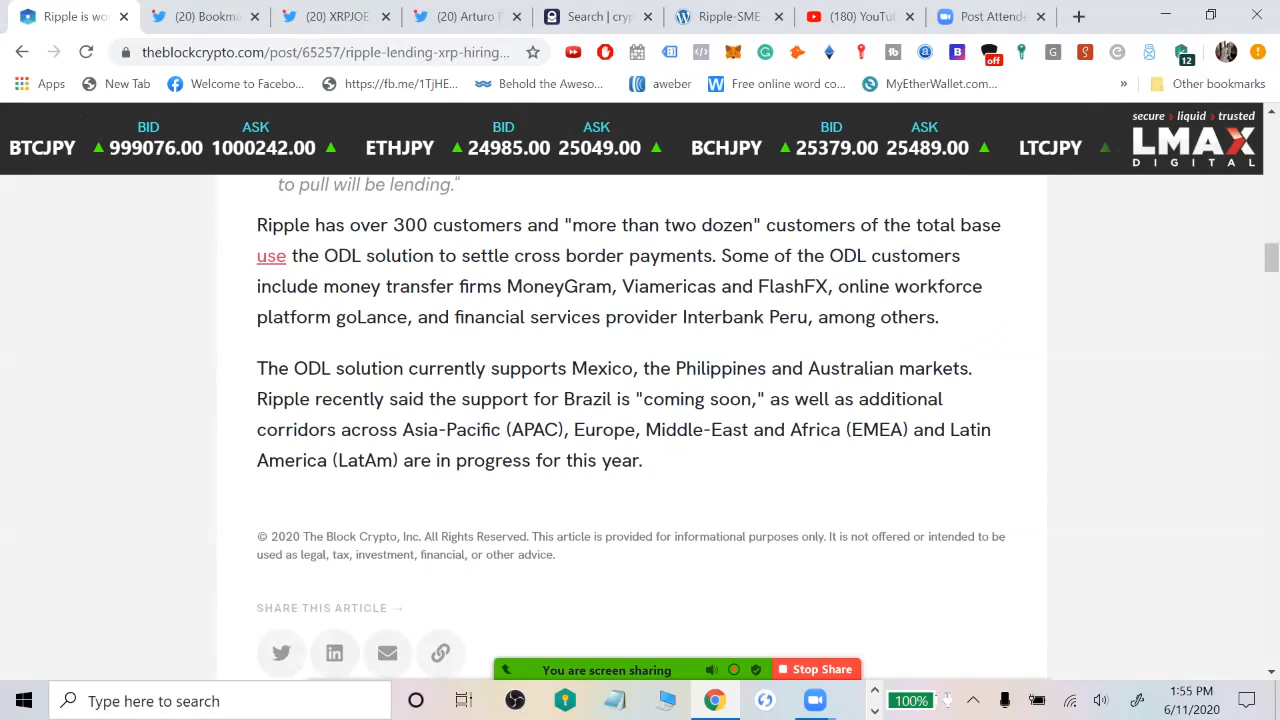 Ripple is wo
(20) Bookma
(20) XRPJOE:
(20) Arturo P
Search | cryp
Ripple-SME
(180) YouTu
Post Attende
theblockcrypto.com/post/65257/ripple-lending-xrp-hiring...
off
12
Apps
New Tab
Welcome to Facebo...
https://fb.me/1TjHE...
Behold the Aweso...
aweber
Free online word co...
MyEtherWallet.com...
»
Other bookmarks
BID ASK BID ASK BID ASK
BTCJPY 999076.00 1000242.00 ETHJPY 24985.00 25049.00 BCHJPY 25379.00 25489.00 LTCJPY
secure › liquid › trusted
LMAX
DIGITAL
to pull will be lending."
Ripple has over 300 customers and "more than two dozen" customers of the total base
use the ODL solution to settle cross border payments. Some of the ODL customers
include money transfer firms MoneyGram, Viamericas and FlashFX, online workforce
platform goLance, and financial services provider Interbank Peru, among others.
The ODL solution currently supports Mexico, the Philippines and Australian markets.
Ripple recently said the support for Brazil is "coming soon," as well as additional
corridors across Asia-Pacific (APAC), Europe, Middle-East and Africa (EMEA) and Latin
America (LatAm) are in progress for this year.
© 2020 The Block Crypto, Inc. All Rights Reserved. This article is provided for informational purposes only. It is not offered or intended to be
used as legal, tax, investment, financial, or other advice.
SHARE THIS ARTICLE →
You are screen sharing
Stop Share
Type here to search
100%
1:55 PM
6/11/2020